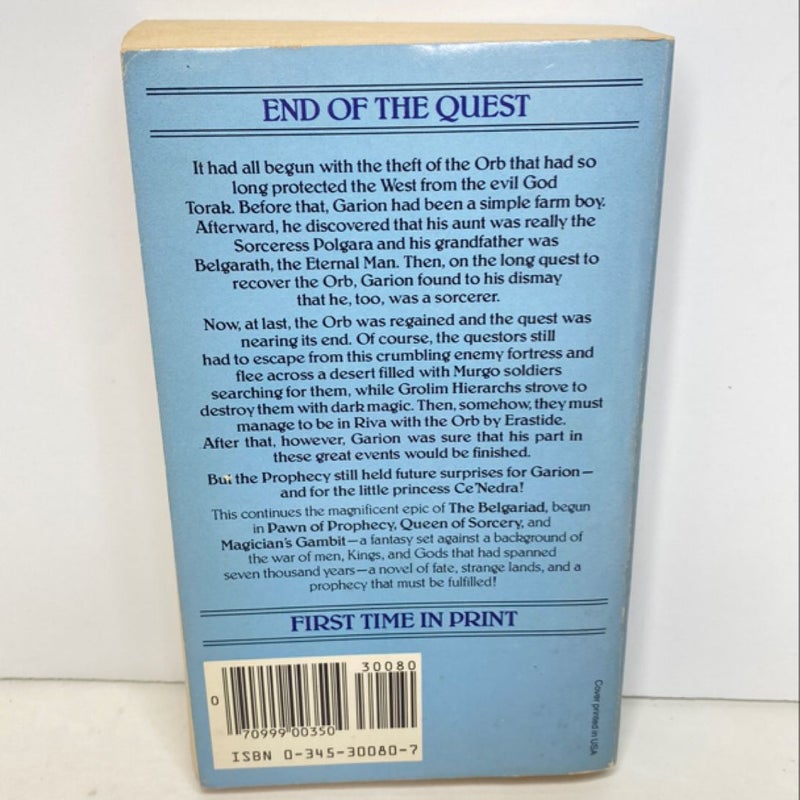 END OF THE QUEST
It had all begun with the theft of the Orb that had so
long protected the West from the evil God
Torak. Before that, Garion had been a simple farm boy.
Afterward, he discovered that his aunt was really the
Sorceress Polgara and his grandfather was
Belgarath, the Eternal Man. Then, on the long quest to
recover the Orb, Garion found to his dismay
that he, too, was a sorcerer.
Now, at last, the Orb was regained and the quest was
nearing its end. Of course, the questors still
had to escape from this crumbling enemy fortress and
flee across a desert filled with Murgo soldiers
searching for them, while Grolim Hierarchs strove to
destroy them with dark magic. Then, somehow, they must
manage to be in Riva with the Orb by Erastide.
After that, however, Garion was sure that his part in
these great events would be finished.
But the Prophecy still held future surprises for Garion—
and for the little princess Ce'Nedra!
This continues the magnificent epic of The Belgariad, begun
in Pawn of Prophecy, Queen of Sorcery, and
Magician's Gambit—a fantasy set against a background of
the war of men, Kings, and Gods that had spanned
seven thousand years—a novel of fate, strange lands, and a
prophecy that must be fulfilled!
FIRST TIME IN PRINT
30080
0
70999 00350
ISBN 0-345-30080-7
Cover printed in USA